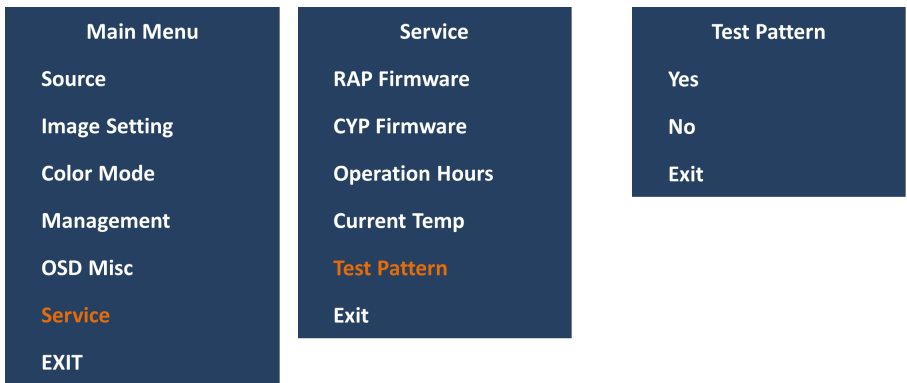 Main Menu
Source
Image Setting
Color Mode
Management
OSD Misc
Service
EXIT
Service
RAP Firmware
CYP Firmware
Operation Hours
Current Temp
Test Pattern
Exit
Test Pattern
Yes
No
Exit